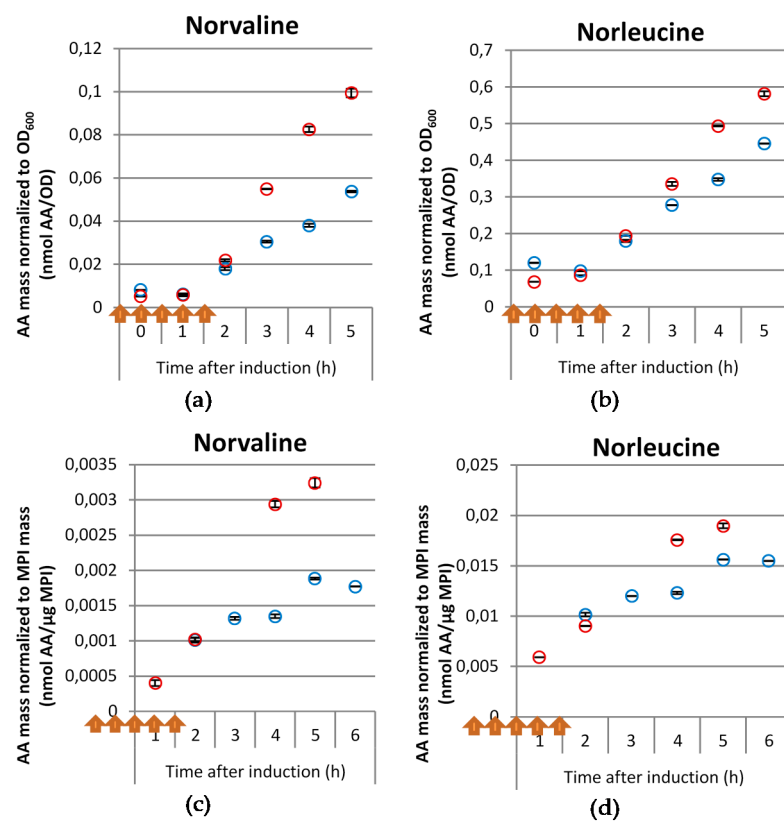 Norvaline
AA mass normalized to OD600
(nmol AA/OD)
0,12
0,1
0,08
0,06
0,04
0,02
0
0 1 2 3 4 5
Time after induction (h)
(a)
Norleucine
AA mass normalized to OD600
(nmol AA/OD)
0,7
0,6
0,5
0,4
0,3
0,2
0,1
0
0 1 2 3 4 5
Time after induction (h)
(b)
Norvaline
AA mass normalized to MPI mass
(nmol AA/µg MPI)
0,0035
0,003
0,0025
0,002
0,0015
0,001
0,0005
0
1 2 3 4 5 6
Time after induction (h)
(c)
Norleucine
AA mass normalized to MPI mass
(nmol AA/µg MPI)
0,025
0,02
0,015
0,01
0,005
0
1 2 3 4 5 6
Time after induction (h)
(d)